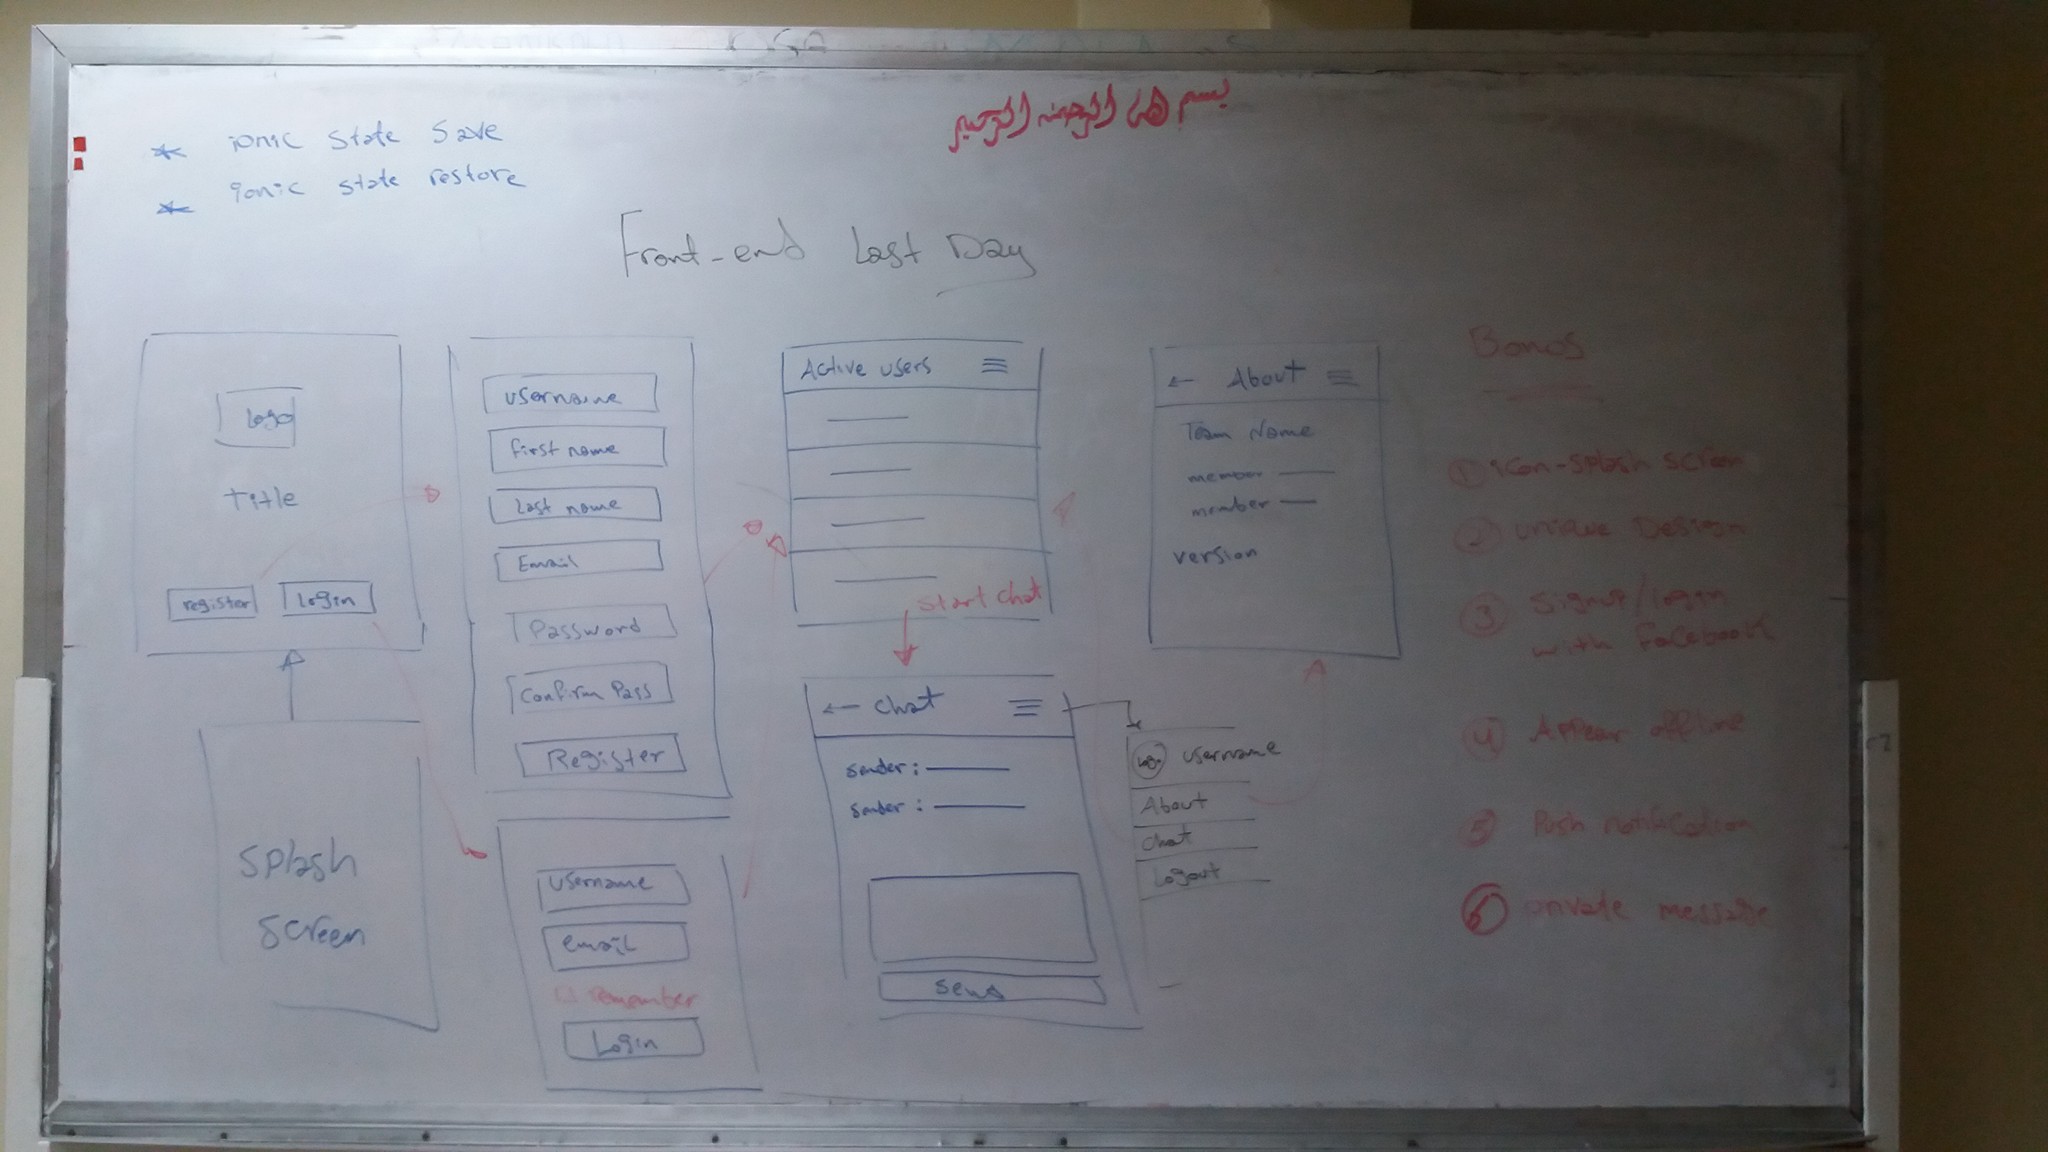 بسم الله الرحمن الرحيم
* ionic state save
* ionic state restore
Front-end Last Day
Logo
Title
register
Login
Splash
Screen
username
first name
Last name
Email
Password
Confirm Pass
Register
username
email
remember
Login
Active users
start chat
← chat
sender :
sender :
send
Logo username
About
chat
Logout
← About
Team Name
member
member
version
Bonos
1 icon-splash screen
2 unique Design
3 signup/login
with facebook
4 Appear offline
5 Push notification
6 private message